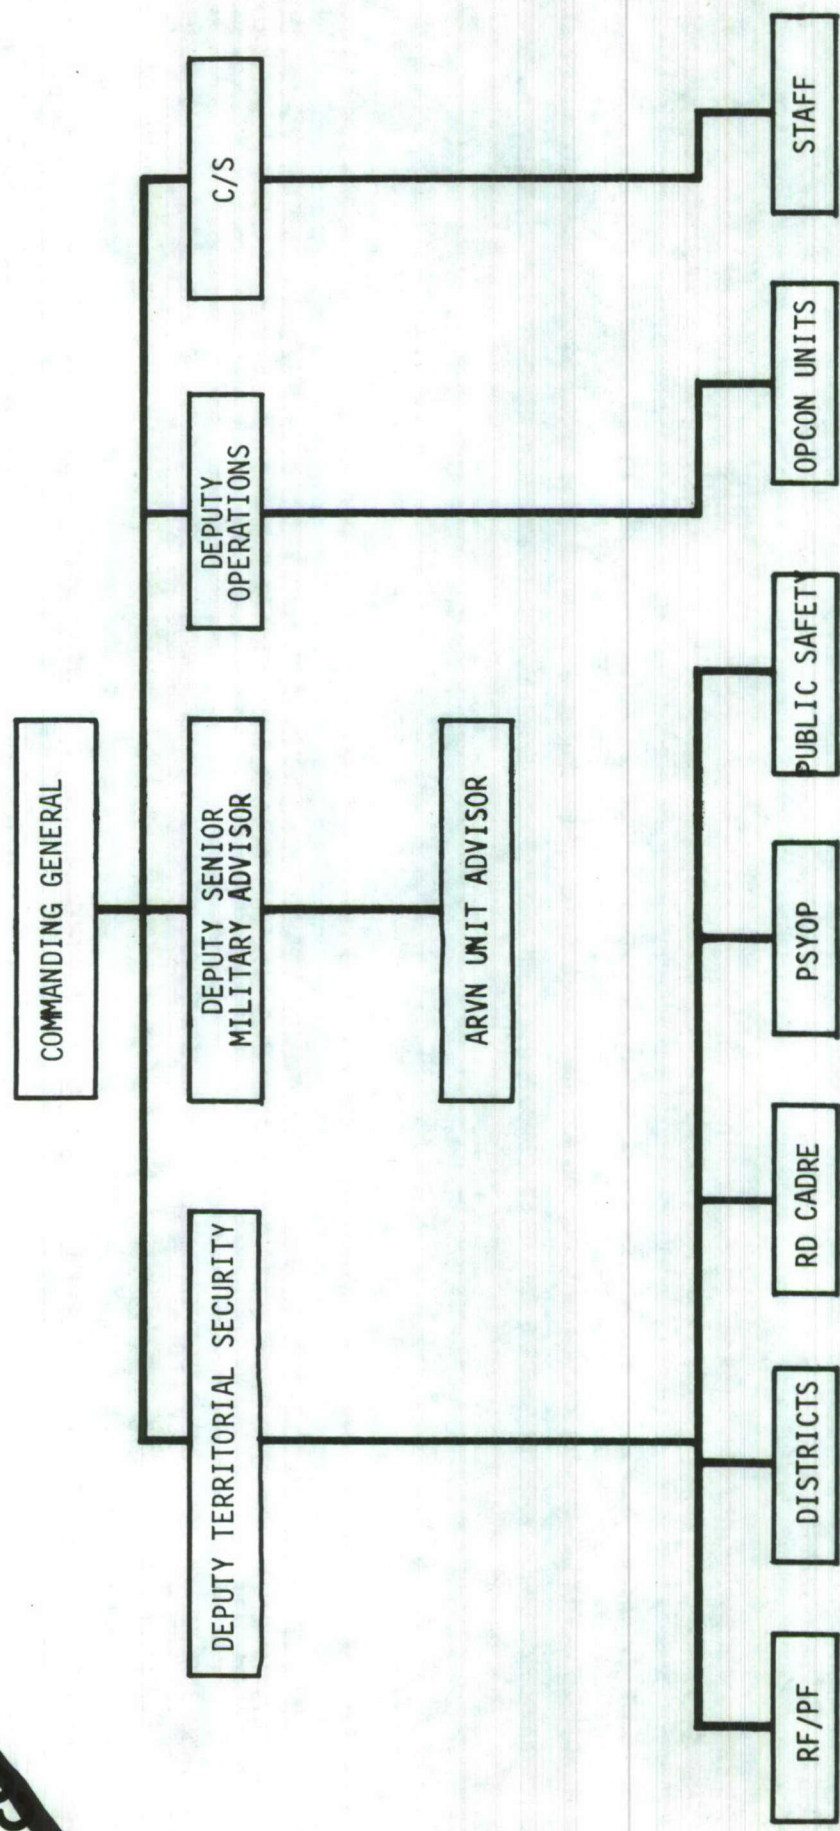 COMMANDING GENERAL
DEPUTY TERRITORIAL SECURITY
DEPUTY SENIOR
MILITARY ADVISOR
DEPUTY
OPERATIONS
C/S
ARVN UNIT ADVISOR
RF/PF
DISTRICTS
RD CADRE
PSYOP
PUBLIC SAFETY
OPCON UNITS
STAFF